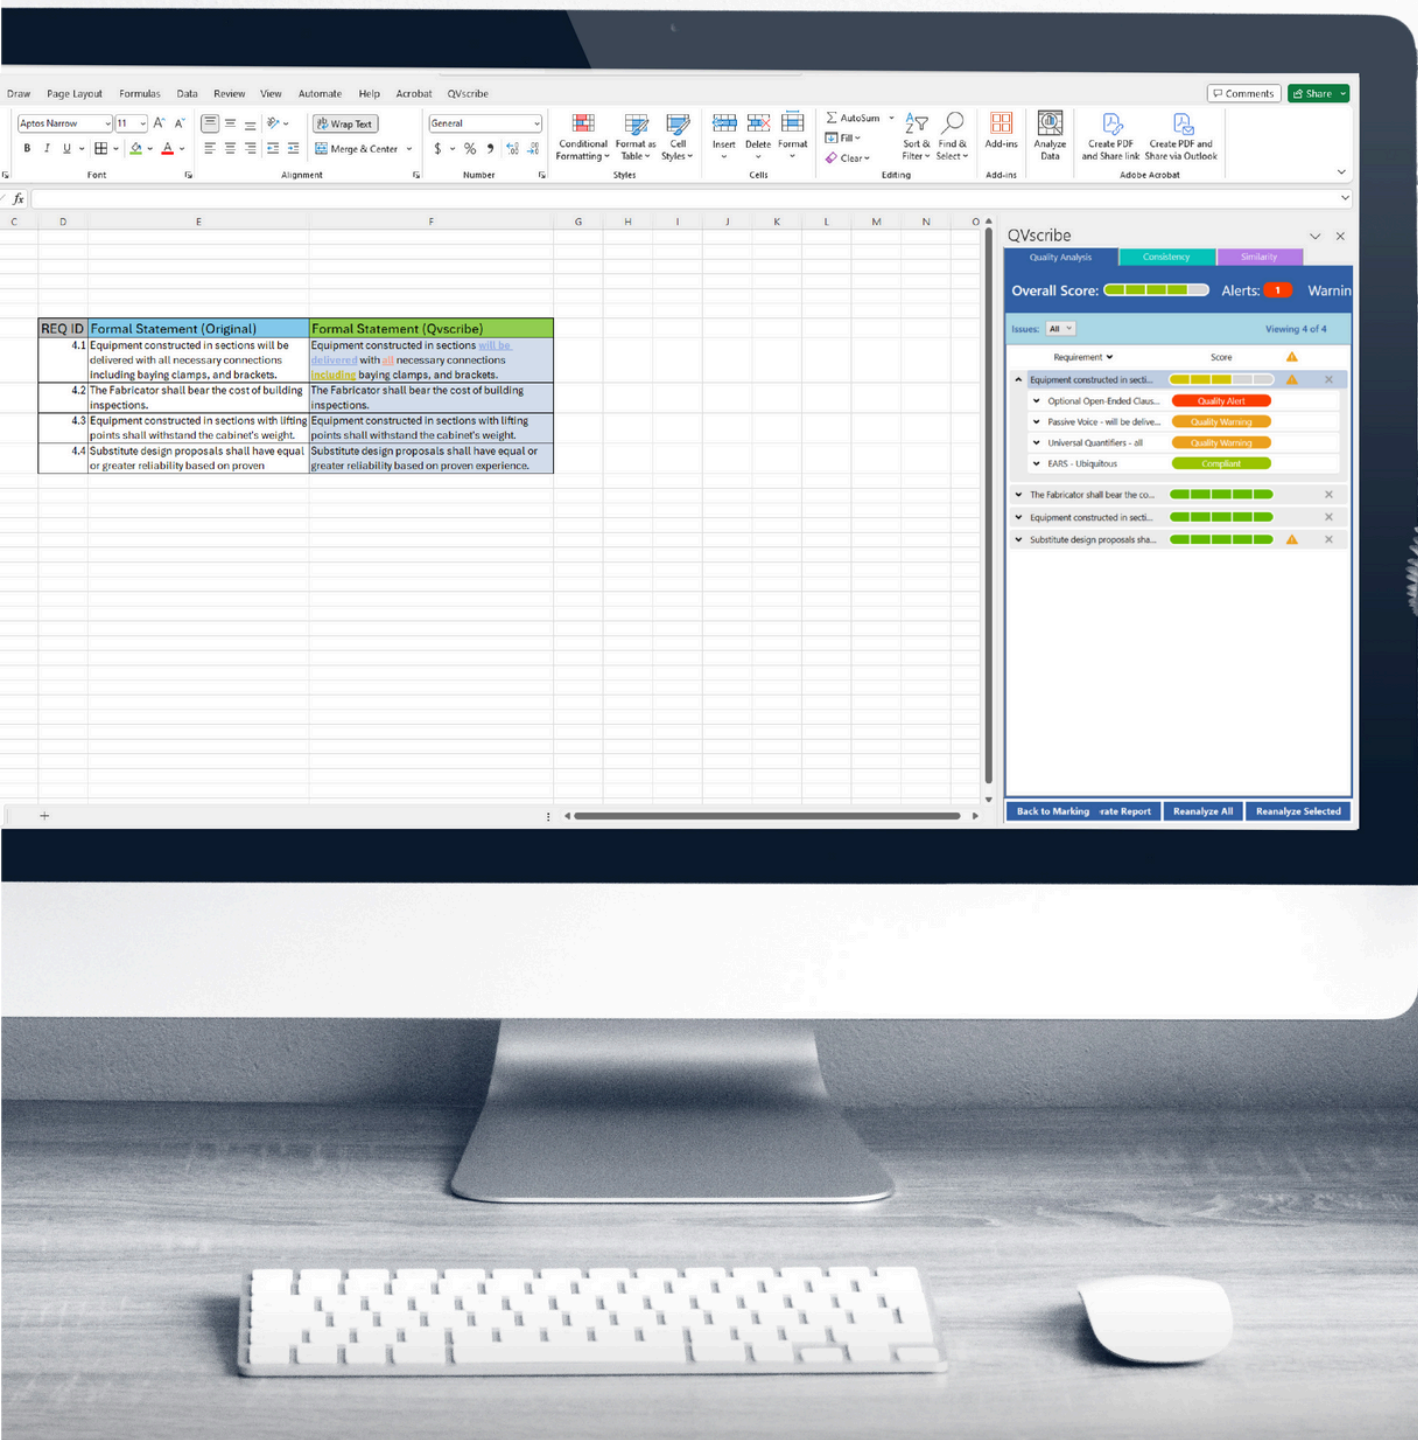 Draw Page Layout Formulas Data Review View Automate Help Acrobat QVscribe
Comments Share
Aptos Narrow 11 A A Wrap Text General
B I U A Merge & Center $ % 9
Conditional Formatting Format as Table Cell Styles
Insert Delete Format
AutoSum
Fill
Clear
Sort & Filter Find & Select
Add-ins
Analyze Data
Create PDF and Share link Create PDF and Share via Outlook
Font Alignment Number Styles Cells Editing Add-ins Adobe Acrobat
fx
C D E F G H I J K L M N O
REQ ID Formal Statement (Original) Formal Statement (Qvscribe)
4.1 Equipment constructed in sections will be
delivered with all necessary connections
including baying clamps, and brackets.
Equipment constructed in sections will be
delivered with all necessary connections
including baying clamps, and brackets.
4.2 The Fabricator shall bear the cost of building
inspections.
The Fabricator shall bear the cost of building
inspections.
4.3 Equipment constructed in sections with lifting
points shall withstand the cabinet's weight.
Equipment constructed in sections with lifting
points shall withstand the cabinet's weight.
4.4 Substitute design proposals shall have equal
or greater reliability based on proven
Substitute design proposals shall have equal or
greater reliability based on proven experience.
QVscribe
Quality Analysis Consistency Similarity
Overall Score: Alerts: 1 Warnin
Issues: All Viewing 4 of 4
Requirement Score
Equipment constructed in secti...
Optional Open-Ended Claus... Quality Alert
Passive Voice - will be delive... Quality Warning
Universal Quantifiers - all Quality Warning
EARS - Ubiquitous Compliant
The Fabricator shall bear the co...
Equipment constructed in secti...
Substitute design proposals sha...
Back to Marking rate Report Reanalyze All Reanalyze Selected